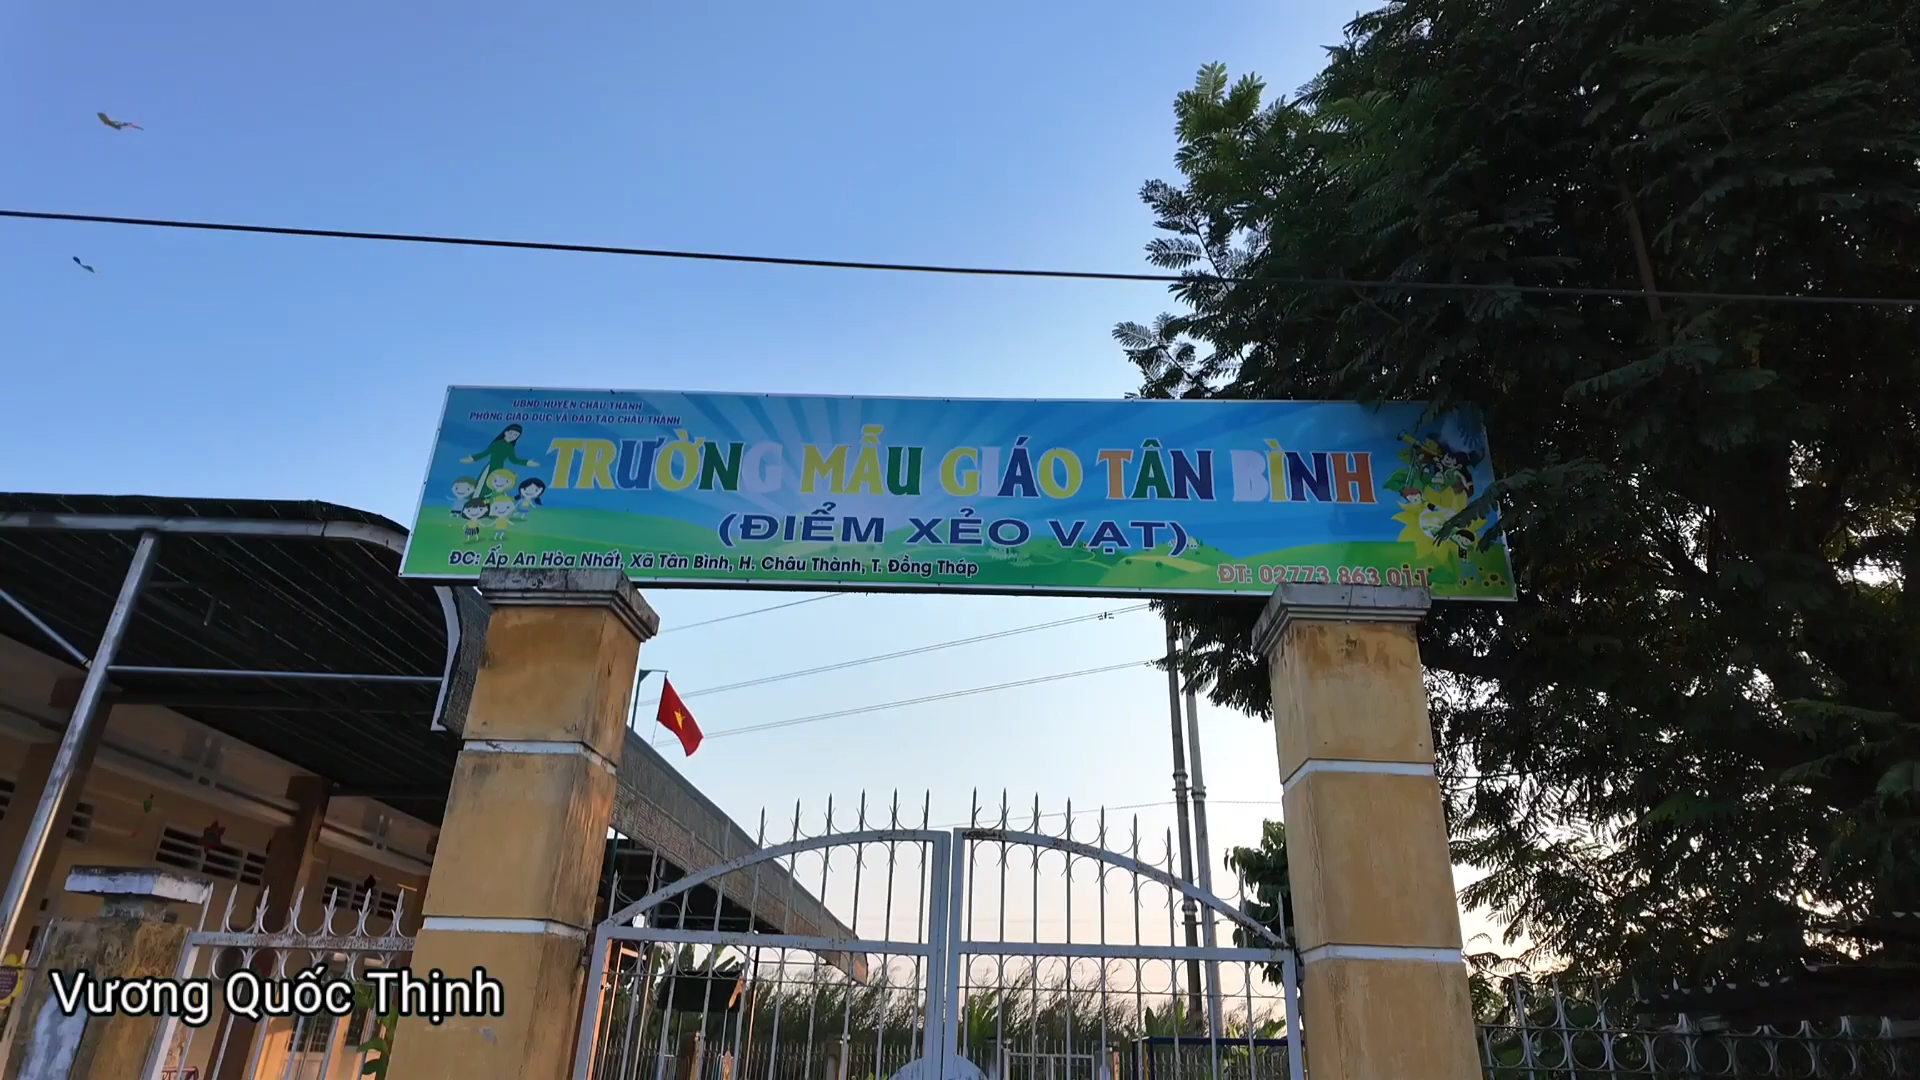 UBND HUYỆN CHÂU THÀNH
PHÒNG GIÁO DỤC VÀ ĐÀO TẠO CHÂU THÀNH
TRƯỜNG MẪU GIÁO TÂN BÌNH
(ĐIỂM XẺO VẠT)
ĐC: Ấp An Hòa Nhất, Xã Tân Bình, H. Châu Thành, T. Đồng Tháp
ĐT: 02773 863 011
Vương Quốc Thịnh